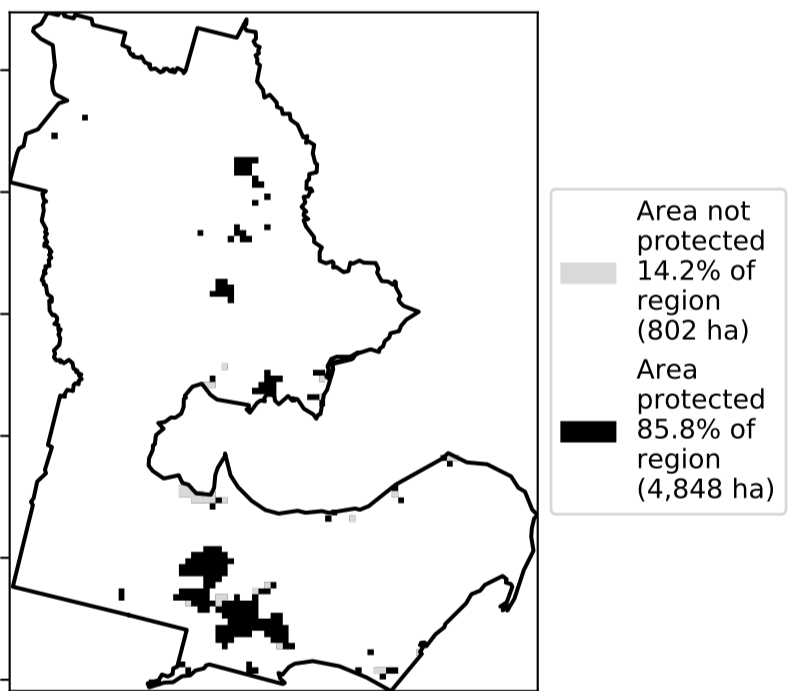 Area not
protected
14.2% of
region
(802 ha)
Area
protected
85.8% of
region
(4,848 ha)